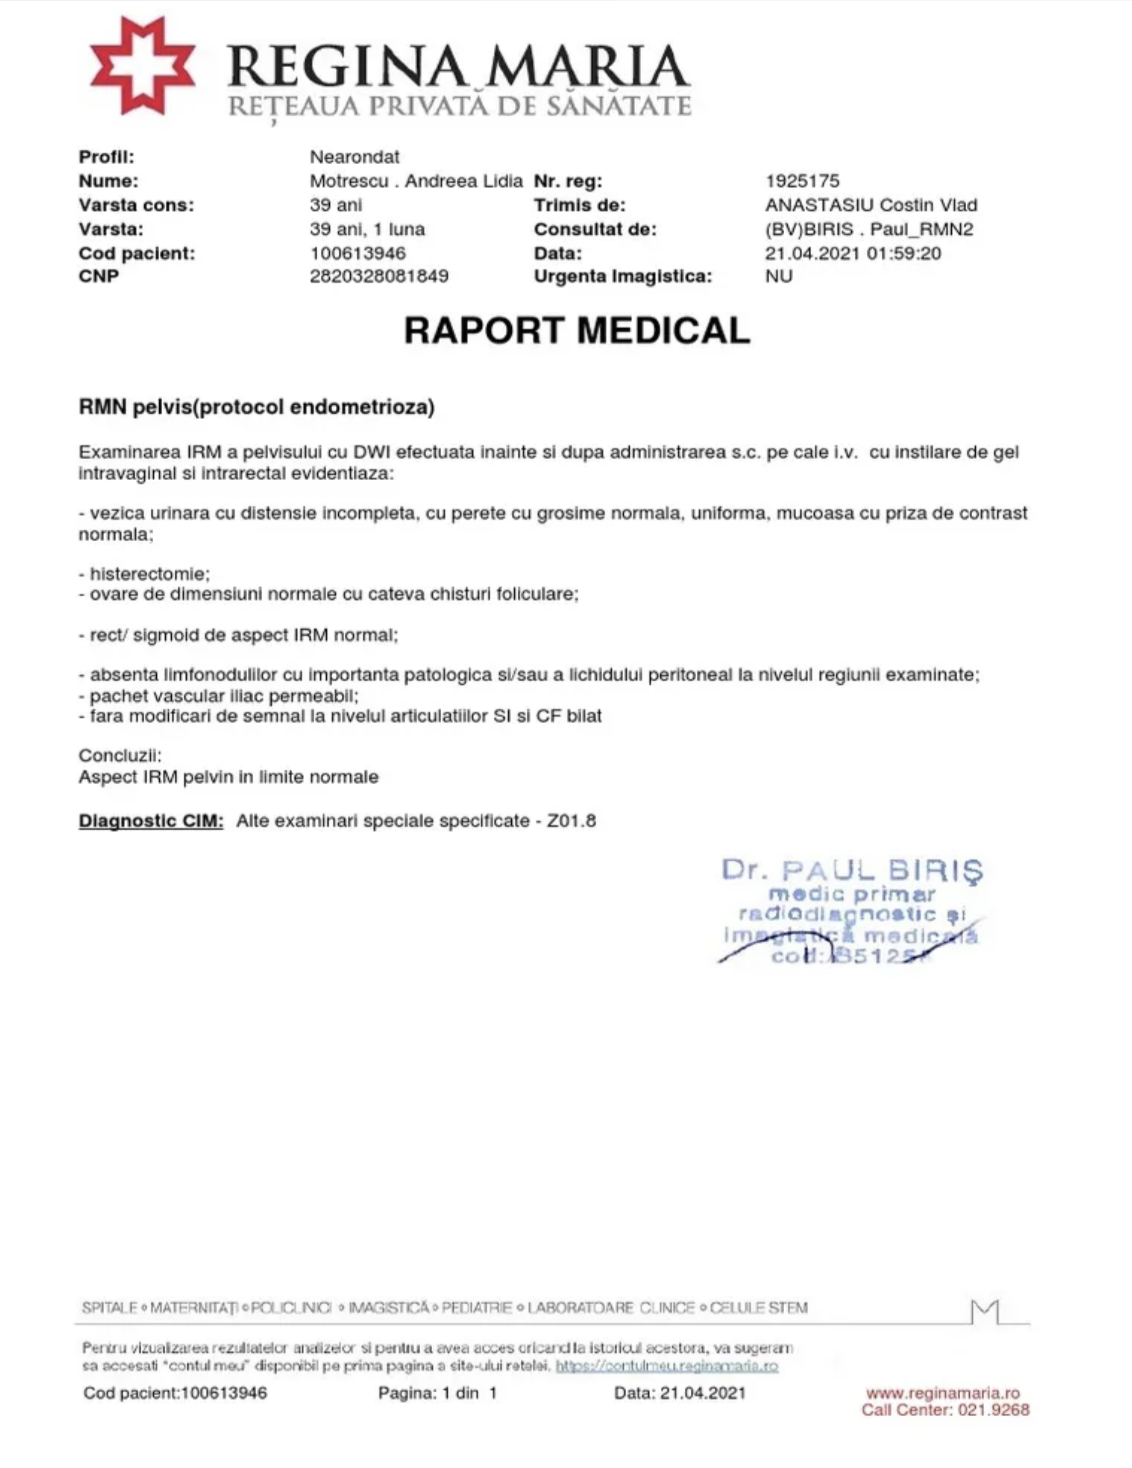 REGINA MARIA
REȚEAUA PRIVATĂ DE SĂNĂTATE
Profil: Nearondat
Nume: Motrescu . Andreea Lidia Nr. reg: 1925175
Varsta cons: 39 ani Trimis de: ANASTASIU Costin Vlad
Varsta: 39 ani, 1 luna Consultat de: (BV)BIRIS . Paul_RMN2
Cod pacient: 100613946 Data: 21.04.2021 01:59:20
CNP 2820328081849 Urgenta Imagistica: NU
RAPORT MEDICAL
RMN pelvis(protocol endometrioza)
Examinarea IRM a pelvisului cu DWI efectuata inainte si dupa administrarea s.c. pe cale i.v. cu instilare de gel
intravaginal si intrarectal evidentiaza:
- vezica urinara cu distensie incompleta, cu perete cu grosime normala, uniforma, mucoasa cu priza de contrast
normala;
- histerectomie;
- ovare de dimensiuni normale cu cateva chisturi foliculare;
- rect/ sigmoid de aspect IRM normal;
- absenta limfonodulilor cu importanta patologica si/sau a lichidului peritoneal la nivelul regiunii examinate;
- pachet vascular iliac permeabil;
- fara modificari de semnal la nivelul articulatiilor SI si CF bilat
Concluzii:
Aspect IRM pelvin in limite normale
Diagnostic CIM: Alte examinari speciale specificate - Z01.8
Dr. PAUL BIRIȘ
medic primar
radiodiagnostic și
imagistică medicală
cod:
SPITALE • MATERNITAȚI • POLICLINICI • IMAGISTICĂ • PEDIATRIE • LABORATOARE CLINICE • CELULE STEM
Pentru vizualizarea rezultatelor analizelor si pentru a avea acces oricand la istoricul acestora, va sugeram
sa accesati "contul meu" disponibil pe prima pagina a site-ului retelei, https://contulmeu.reginamaria.ro
Cod pacient:100613946 Pagina: 1 din 1 Data: 21.04.2021 www.reginamaria.ro
Call Center: 021.9268